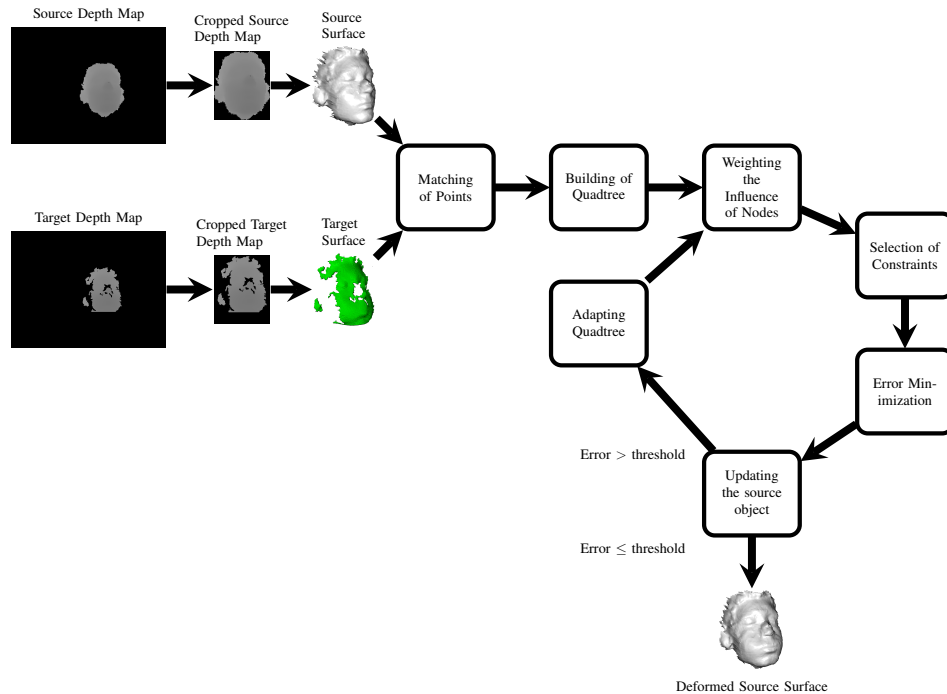 Source Depth Map
Cropped Source
Depth Map
Source
Surface
Target Depth Map
Cropped Target
Depth Map
Target
Surface
Matching
of Points
Building of
Quadtree
Weighting
the
Influence
of Nodes
Selection of
Constraints
Adapting
Quadtree
Error Min-
imization
Error > threshold
Updating
the source
object
Error ≤ threshold
Deformed Source Surface